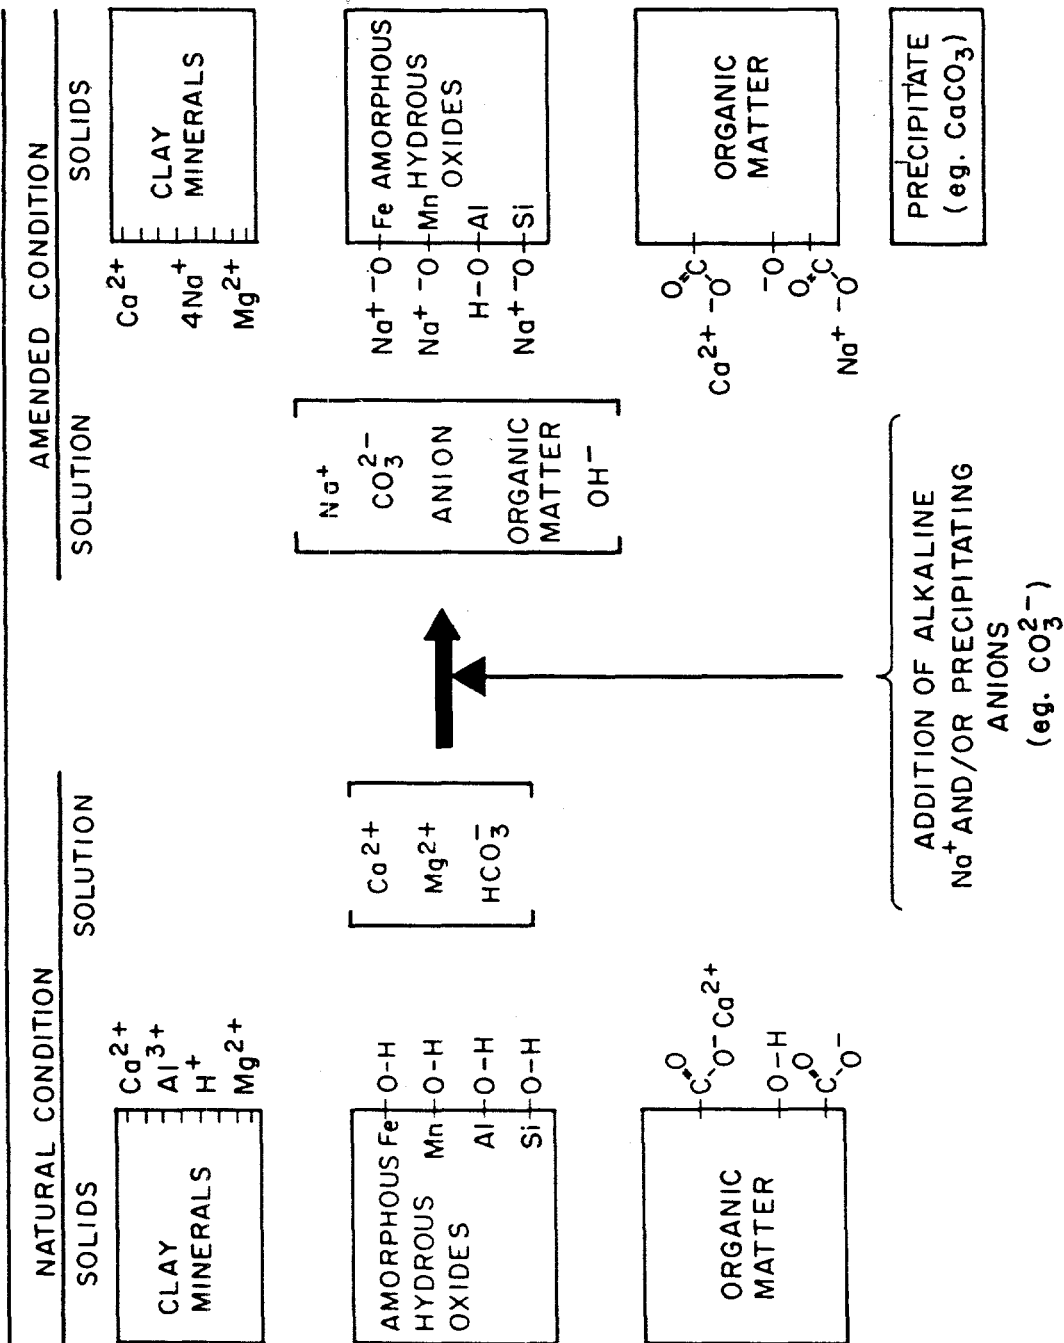 NATURAL CONDITION
SOLIDS
SOLUTION
CLAY
MINERALS
Ca²⁺
Al³⁺
H⁺
Mg²⁺
AMORPHOUS
HYDROUS
OXIDES
Fe-O-H
Mn-O-H
Al-O-H
Si-O-H
ORGANIC
MATTER
O
C
O⁻Ca²⁺
O-H
O
C
O⁻
Ca²⁺
Mg²⁺
HCO₃⁻
ADDITION OF ALKALINE
Na⁺ AND/OR PRECIPITATING
ANIONS
(eg. CO₃²⁻)
AMENDED CONDITION
SOLUTION
SOLIDS
Na⁺
CO₃²⁻
ANION
ORGANIC
MATTER
OH⁻
Ca²⁺
4Na⁺
Mg²⁺
CLAY
MINERALS
Na⁺ ⁻O-Fe
Na⁺ ⁻O-Mn
H-O-Al
Na⁺ ⁻O-Si
AMORPHOUS
HYDROUS
OXIDES
O
C
Ca²⁺ ⁻O
⁻O
O
C
Na⁺ ⁻O
ORGANIC
MATTER
PRECIPITATE
(eg. CaCO₃)